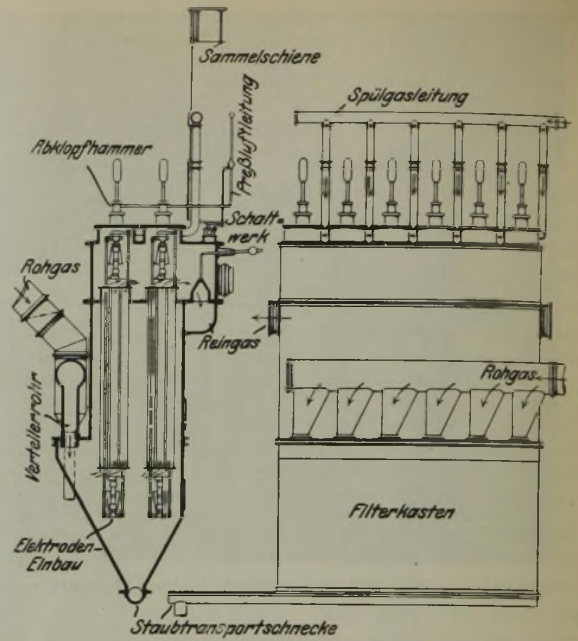 Sammelschiene
Spülgasleitung
Preßluftleitung
Abklopfhammer
Schalt-
werk
Rohgas
Reingas
Rohgas
Verteilerrohr
Filterkasten
Elektroden-
Einbau
Staubtransportschnecke